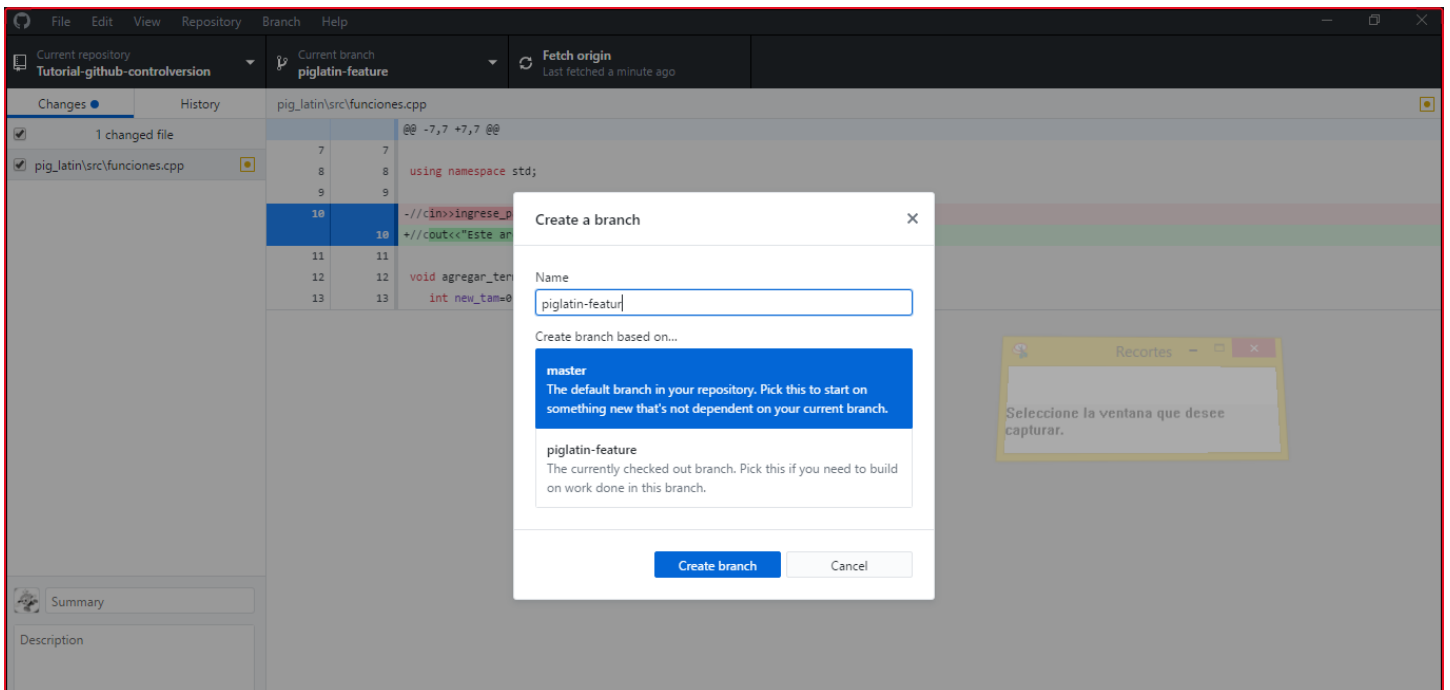 File Edit View Repository Branch Help
Current repository
Tutorial-github-controlversion
Current branch
piglatin-feature
Fetch origin
Last fetched a minute ago
Changes
History
pig_latin\src\funciones.cpp
1 changed file
pig_latin\src\funciones.cpp
@@ -7,7 +7,7 @@
7 7
8 8 using namespace std;
9 9
10 -//cin>>ingrese_p
10 +//cout<<"Este ar
11 11
12 12 void agregar_ter
13 13 int new_tam=0
Create a branch
Name
piglatin-featur
Create branch based on...
master
The default branch in your repository. Pick this to start on
something new that's not dependent on your current branch.
piglatin-feature
The currently checked out branch. Pick this if you need to build
on work done in this branch.
Create branch
Cancel
Recortes
Seleccione la ventana que desee
capturar.
Summary
Description